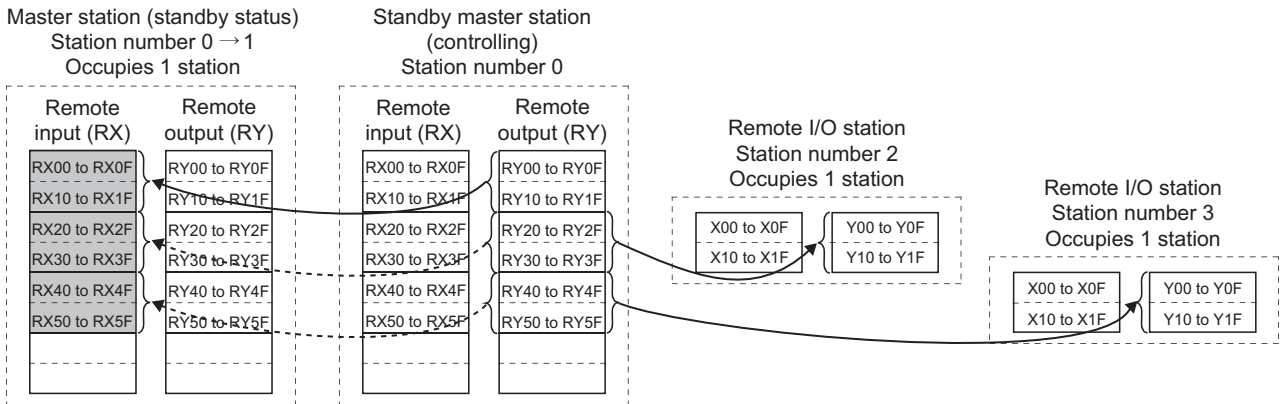 Master station (standby status)
Station number 0 → 1
Occupies 1 station
Remote input (RX)
Remote output (RY)
RX00 to RX0F
RX10 to RX1F
RX20 to RX2F
RX30 to RX3F
RX40 to RX4F
RX50 to RX5F
RY00 to RY0F
RY10 to RY1F
RY20 to RY2F
RY30 to RY3F
RY40 to RY4F
RY50 to RY5F
Standby master station
(controlling)
Station number 0
Remote input (RX)
Remote output (RY)
RX00 to RX0F
RX10 to RX1F
RX20 to RX2F
RX30 to RX3F
RX40 to RX4F
RX50 to RX5F
RY00 to RY0F
RY10 to RY1F
RY20 to RY2F
RY30 to RY3F
RY40 to RY4F
RY50 to RY5F
Remote I/O station
Station number 2
Occupies 1 station
X00 to X0F
X10 to X1F
Y00 to Y0F
Y10 to Y1F
Remote I/O station
Station number 3
Occupies 1 station
X00 to X0F
X10 to X1F
Y00 to Y0F
Y10 to Y1F